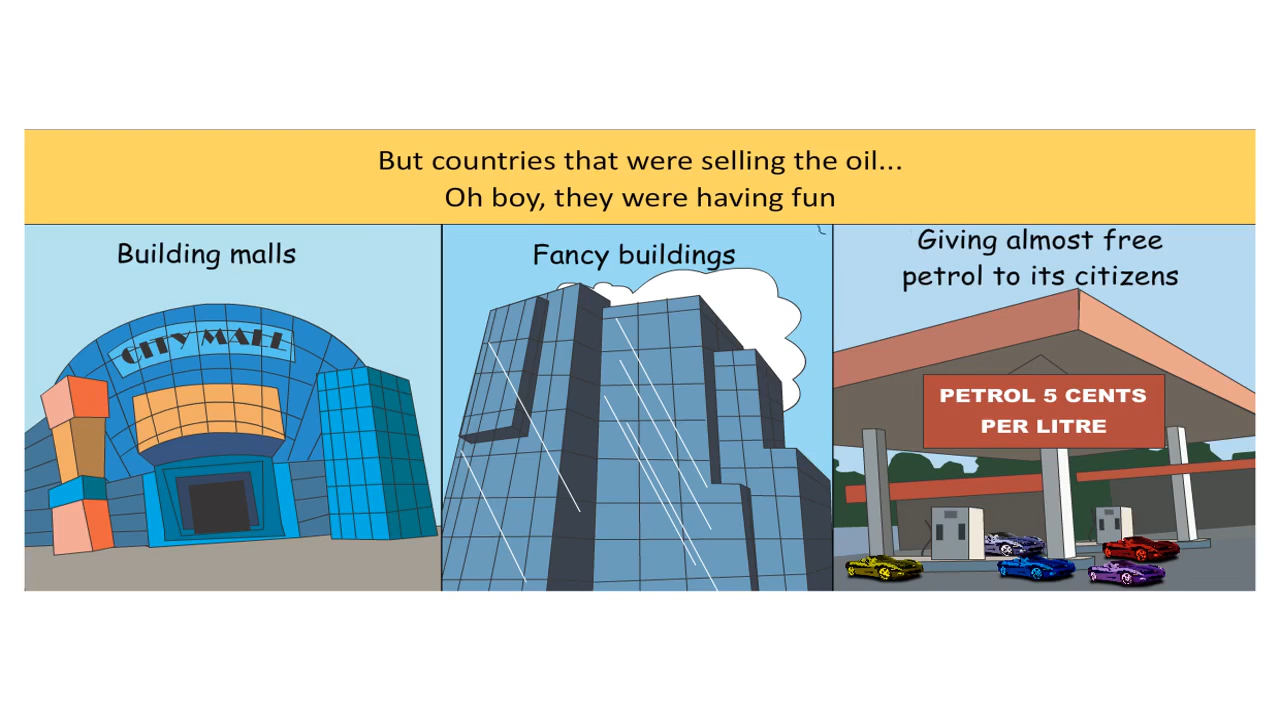 But countries that were selling the oil...
Oh boy, they were having fun
Building malls
CITY MALL
Fancy buildings
Giving almost free
petrol to its citizens
PETROL 5 CENTS
PER LITRE